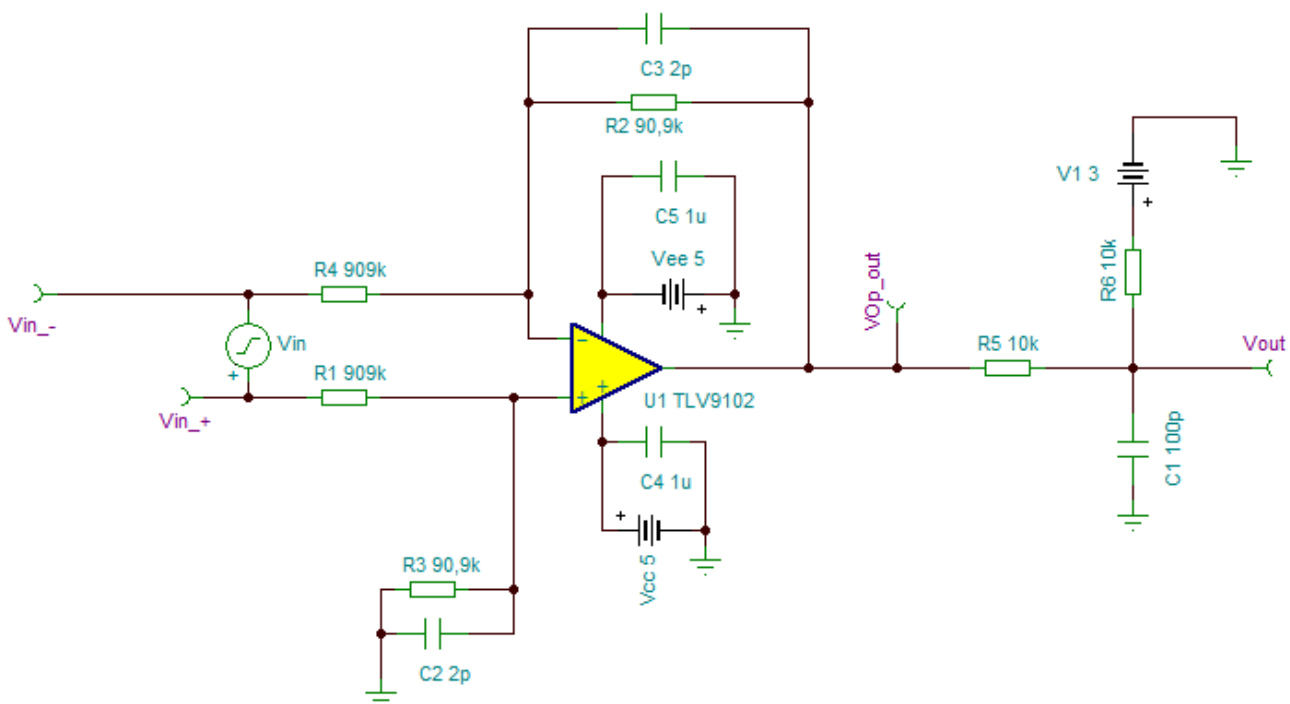 C3 2p
R2 90,9k
V1 3
+
C5 1u
Vee 5
+
R4 909k
R6 10k
Vin_-
VOp_out
Vin
+
R5 10k
Vout
R1 909k
−
+
+
U1 TLV9102
Vin_+
C4 1u
C1 100p
+
Vcc 5
R3 90,9k
C2 2p